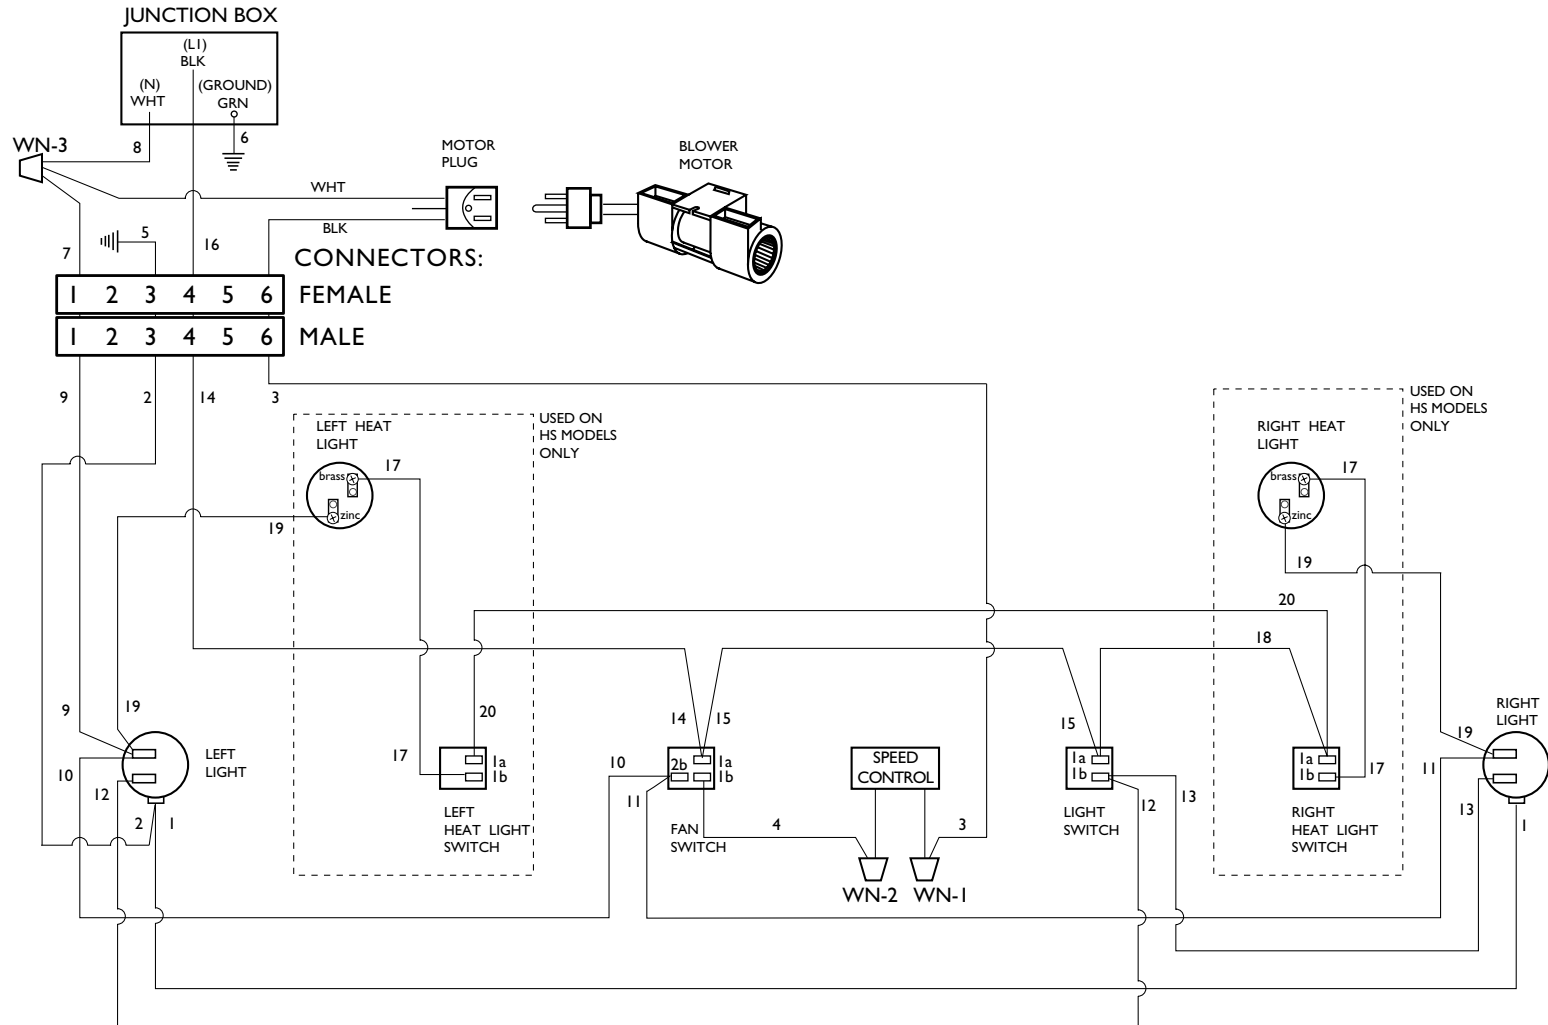 JUNCTION BOX
(L1)
BLK
(N)
WHT
(GROUND)
GRN
WN-3
8
6
MOTOR
PLUG
BLOWER
MOTOR
WHT
BLK
5
7
16
CONNECTORS:
1 2 3 4 5 6 FEMALE
1 2 3 4 5 6 MALE
9
2
14
3
USED ON
HS MODELS
ONLY
LEFT HEAT
LIGHT
brass
17
zinc
19
USED ON
HS MODELS
ONLY
RIGHT HEAT
LIGHT
brass
17
zinc
19
20
18
9
19
20
14
15
15
RIGHT
LIGHT
19
LEFT
LIGHT
10
12
2
1
17
1a
1b
LEFT
HEAT LIGHT
SWITCH
10
2b
1a
1b
11
FAN
SWITCH
4
SPEED
CONTROL
3
WN-2
WN-1
1a
1b
LIGHT
SWITCH
12
13
1a
1b
17
RIGHT
HEAT LIGHT
SWITCH
11
13
1